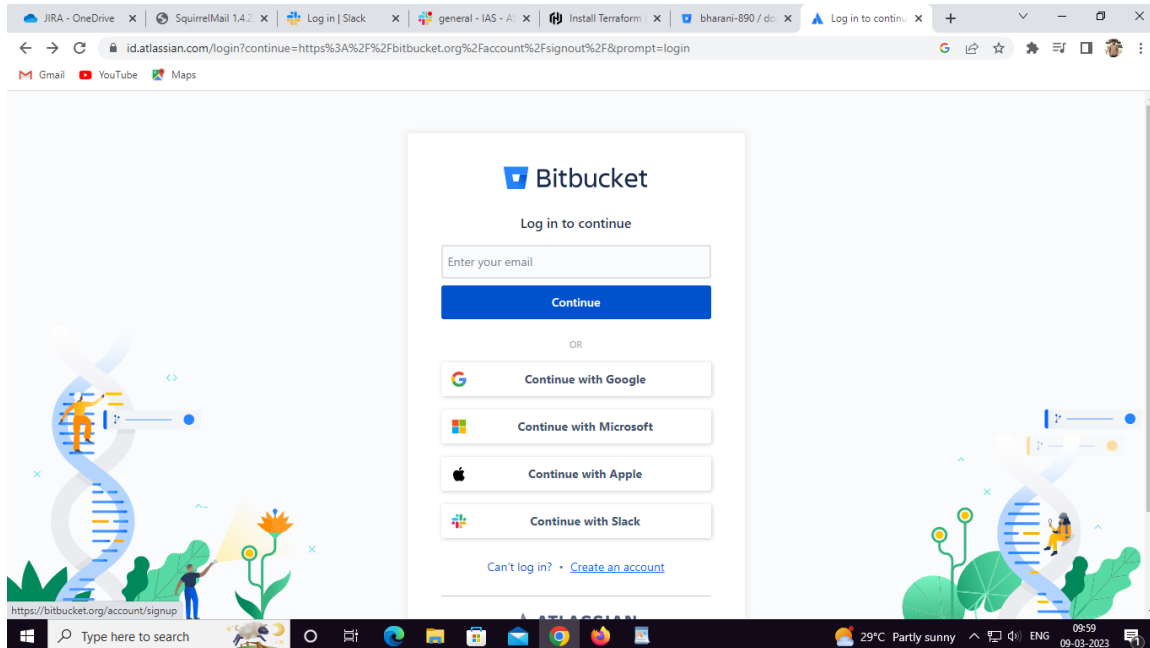 JIRA - OneDrive
SquirrelMail 1.4.2
Log in | Slack
general - IAS - A
Install Terraform
bharani-890 / do
Log in to continu
id.atlassian.com/login?continue=https%3A%2F%2Fbitbucket.org%2Faccount%2Fsignout%2F&prompt=login
Gmail YouTube Maps
Bitbucket
Log in to continue
Enter your email
Continue
OR
Continue with Google
Continue with Microsoft
Continue with Apple
Continue with Slack
Can't log in? • Create an account
ATLASSIAN
https://bitbucket.org/account/signup
Type here to search
29°C Partly sunny
ENG
09:59
09-03-2023
1